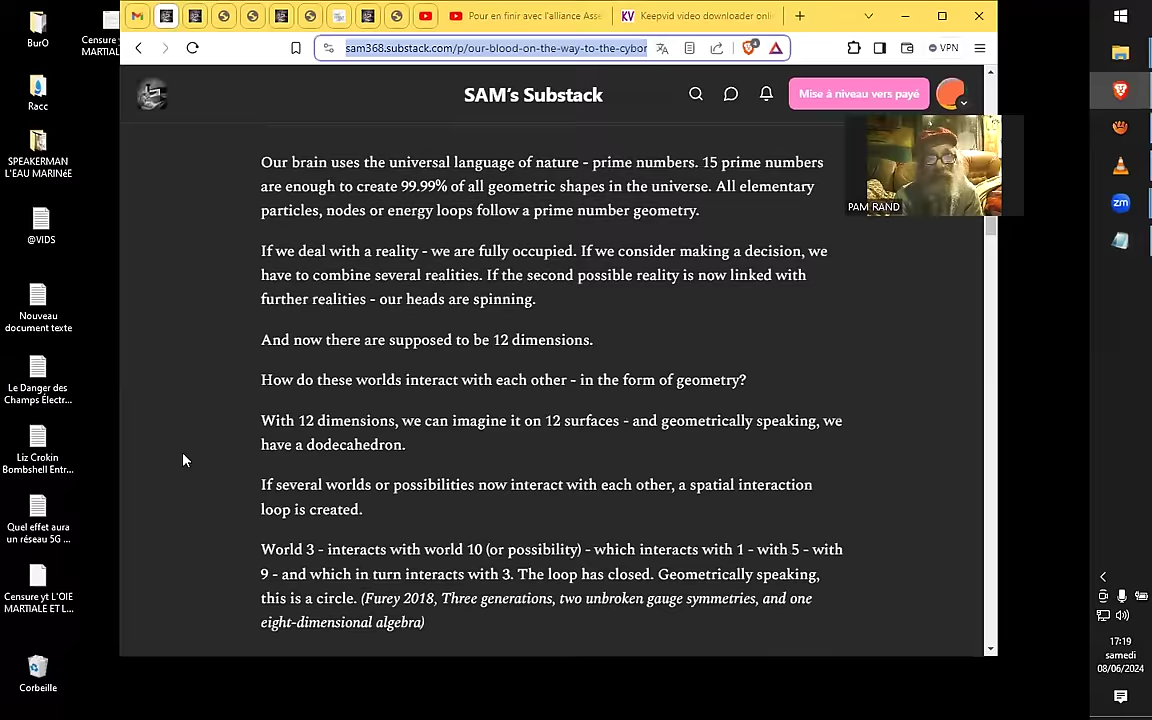 BurO
Censure yt
MARTIALE
Racc
SPEAKERMAN
L'EAU MARINéE
@VIDS
Nouveau
document texte
Le Danger des
Champs Électr...
Liz Crokin
Bombshell Entr...
Quel effet aura
un réseau 5G ...
Censure yt L'OIE
MARTIALE ET L...
Corbeille
Pour en finir avec l'alliance Asse
KV Keepvid video downloader onli
sam368.substack.com/p/our-blood-on-the-way-to-the-cybor
4
VPN
SAM's Substack
Mise à niveau vers payé
Our brain uses the universal language of nature - prime numbers. 15 prime numbers
are enough to create 99.99% of all geometric shapes in the universe. All elementary
particles, nodes or energy loops follow a prime number geometry.
If we deal with a reality - we are fully occupied. If we consider making a decision, we
have to combine several realities. If the second possible reality is now linked with
further realities - our heads are spinning.
And now there are supposed to be 12 dimensions.
How do these worlds interact with each other - in the form of geometry?
With 12 dimensions, we can imagine it on 12 surfaces - and geometrically speaking, we
have a dodecahedron.
If several worlds or possibilities now interact with each other, a spatial interaction
loop is created.
World 3 - interacts with world 10 (or possibility) - which interacts with 1 - with 5 - with
9 - and which in turn interacts with 3. The loop has closed. Geometrically speaking,
this is a circle. (Furey 2018, Three generations, two unbroken gauge symmetries, and one
eight-dimensional algebra)
PAM RAND
zm
17:19
samedi
08/06/2024